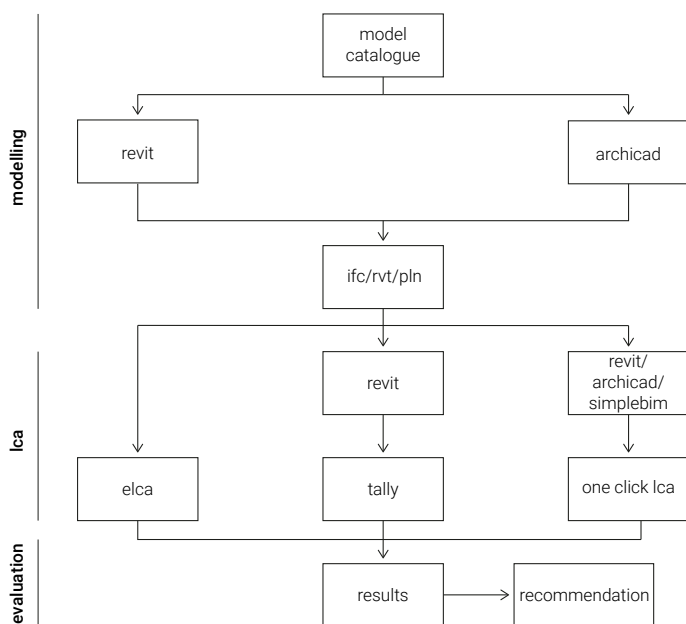 model
catalogue
modelling
revit
archicad
ifc/rvt/pln
lca
revit
revit/
archicad/
simplebim
elca
tally
one click lca
evaluation
results
recommendation